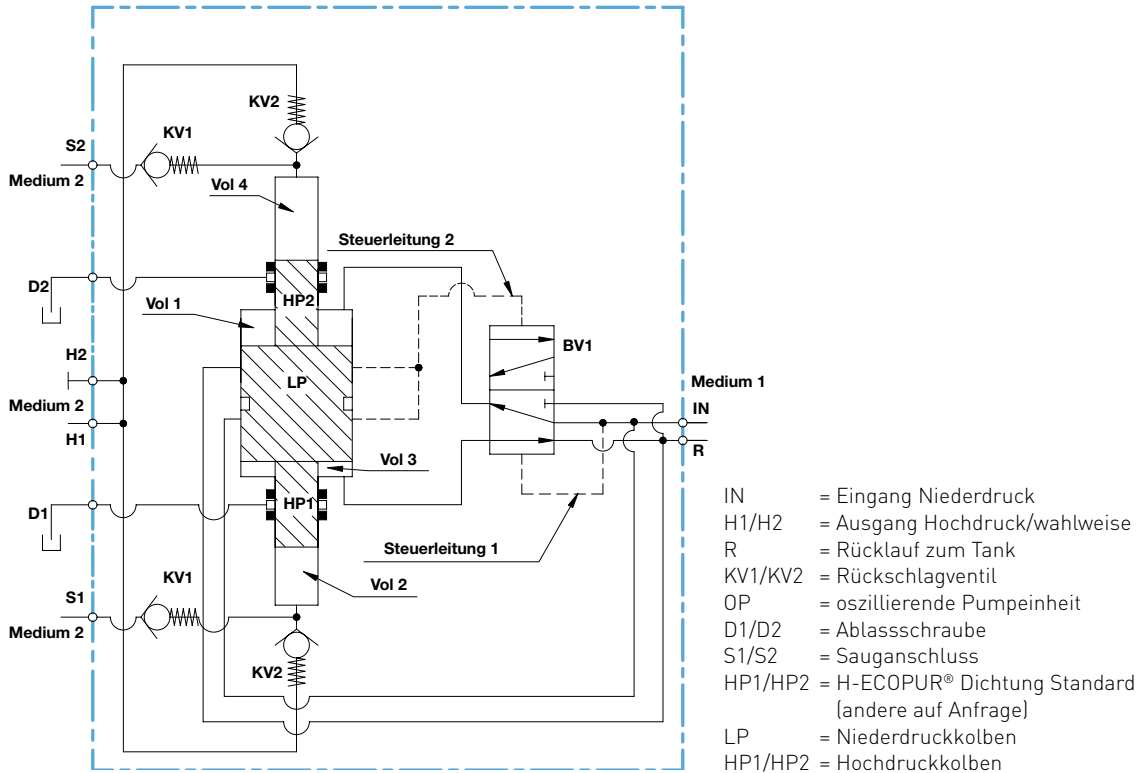 KV2
KV1
S2
Medium 2
Vol 4
Steuerleitung 2
D2
HP2
Vol 1
BV1
H2
LP
Medium 1
Medium 2
IN
H1
R
Vol 3
HP1
D1
Steuerleitung 1
KV1
Vol 2
S1
Medium 2
KV2
IN = Eingang Niederdruck
H1/H2 = Ausgang Hochdruck/wahlweise
R = Rücklauf zum Tank
KV1/KV2 = Rückschlagventil
OP = oszillierende Pumpeinheit
D1/D2 = Ablassschraube
S1/S2 = Sauganschluss
HP1/HP2 = H-ECOPUR® Dichtung Standard
(andere auf Anfrage)
LP = Niederdruckkolben
HP1/HP2 = Hochdruckkolben